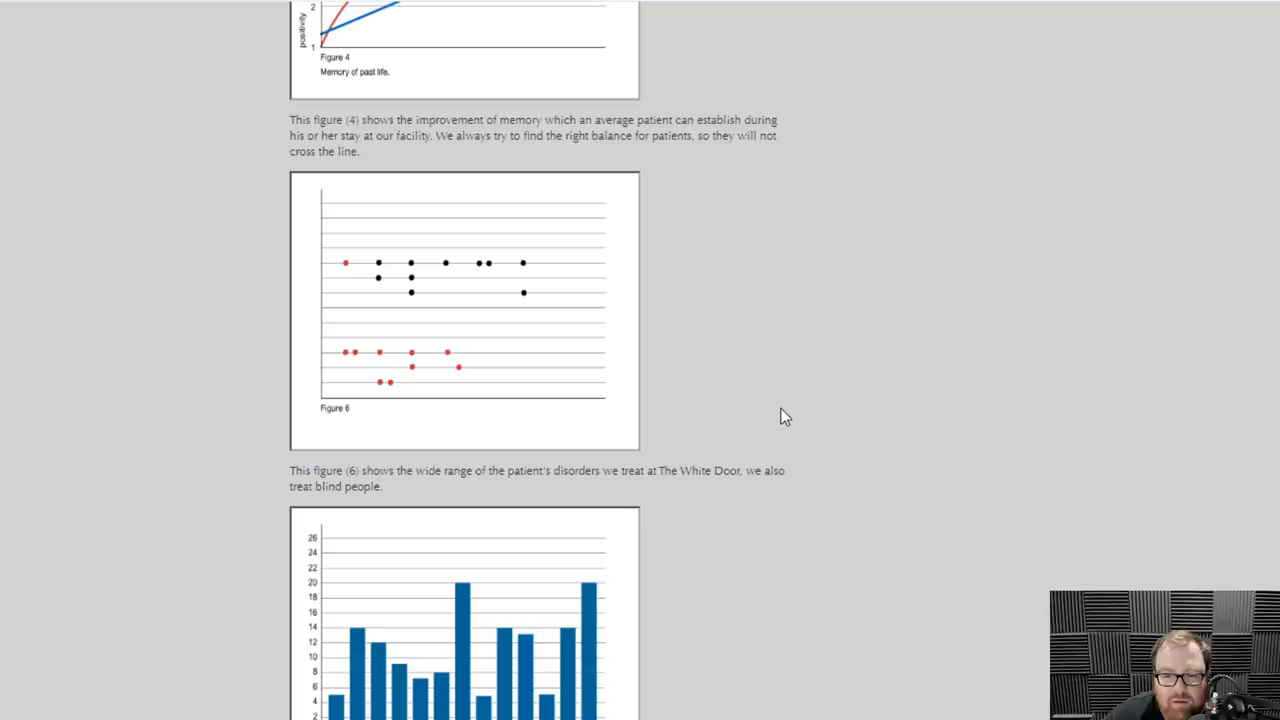 2
positivity
1
Figure 4
Memory of past life.
This figure (4) shows the improvement of memory which an average patient can establish during
his or her stay at our facility. We always try to find the right balance for patients, so they will not
cross the line.
Figure 6
This figure (6) shows the wide range of the patient's disorders we treat at The White Door, we also
treat blind people.
26
24
22
20
18
16
14
12
10
8
6
4
2